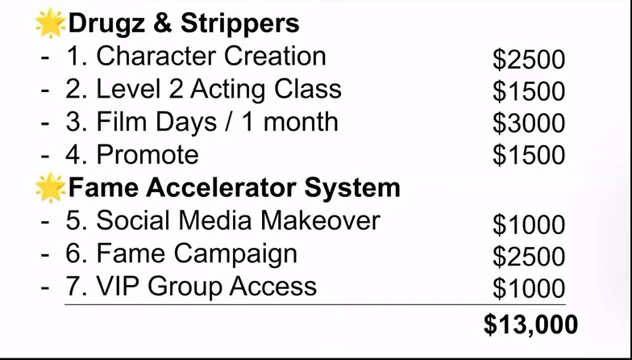 🌟Drugz & Strippers
- 1. Character Creation $2500
- 2. Level 2 Acting Class $1500
- 3. Film Days / 1 month $3000
- 4. Promote $1500
🌟Fame Accelerator System
- 5. Social Media Makeover $1000
- 6. Fame Campaign $2500
- 7. VIP Group Access $1000
$13,000